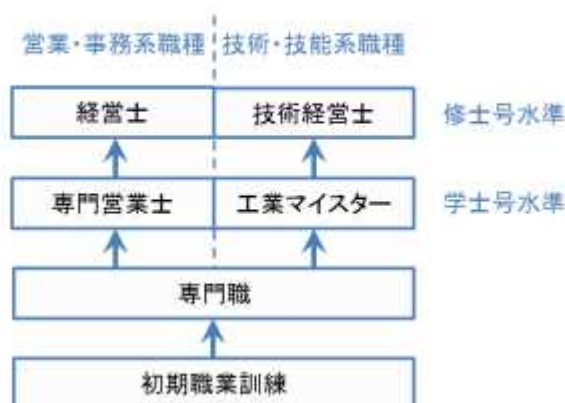 営業・事務系職種 技術・技能系職種
経営士 技術経営士 修士号水準
専門営業士 工業マイスター 学士号水準
専門職
初期職業訓練